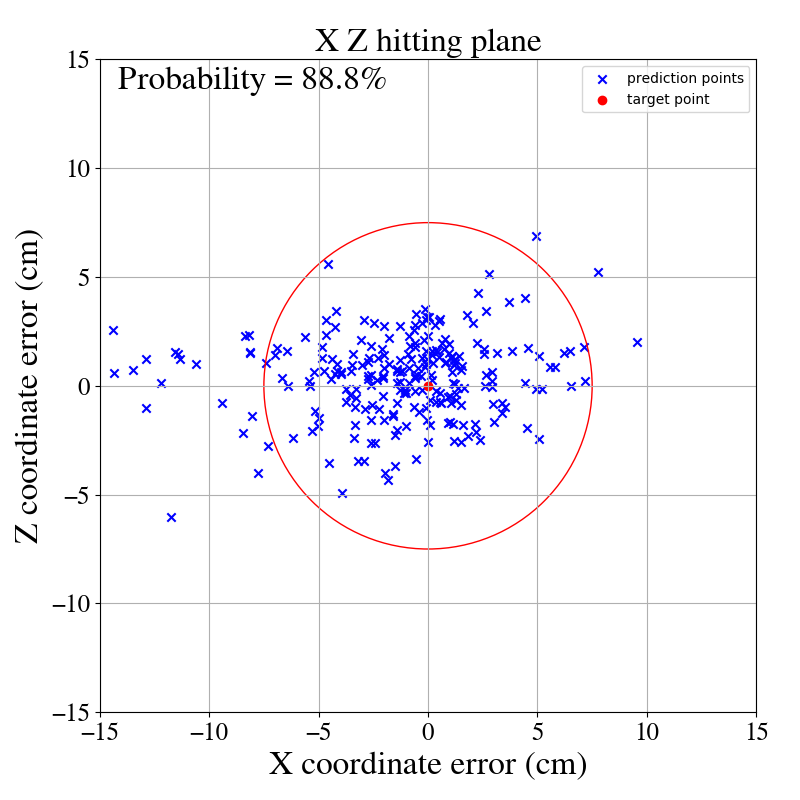 X Z hitting plane
Probability = 88.8%
prediction points
target point
Z coordinate error (cm)
15
10
5
0
−5
−10
−15
−15
−10
−5
0
5
10
15
X coordinate error (cm)